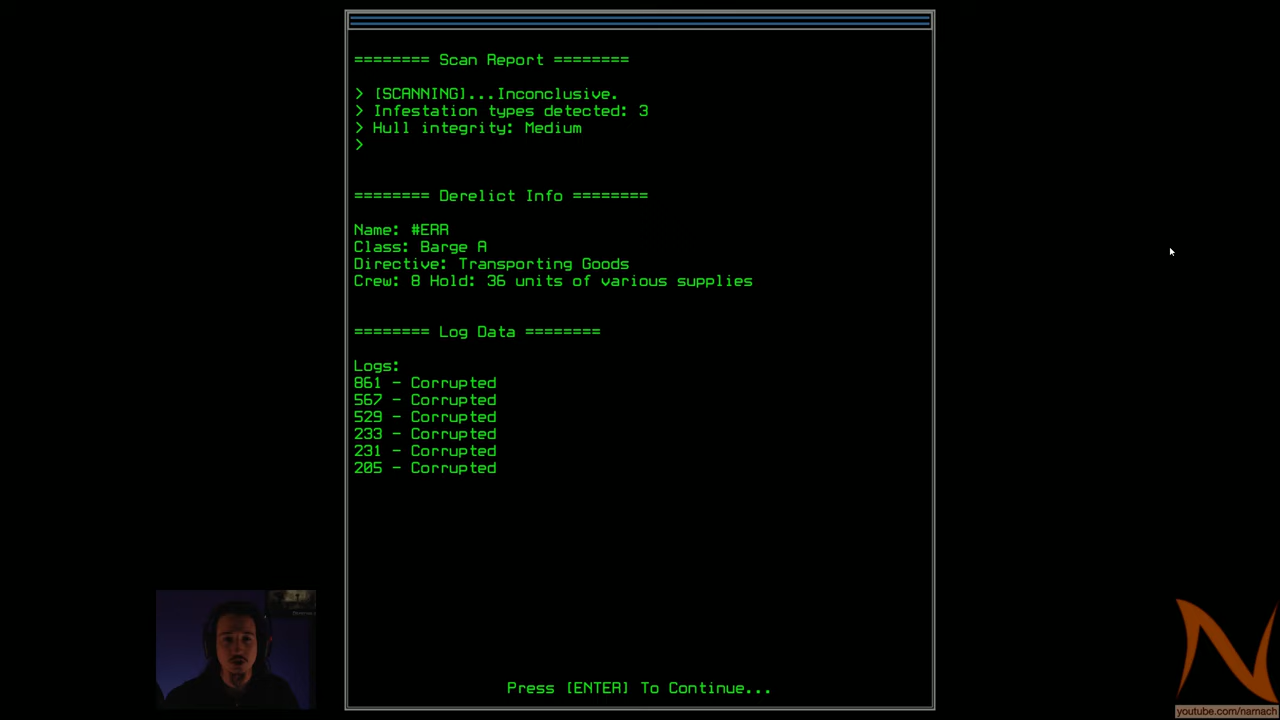 ======== Scan Report ========
> [SCANNING]...Inconclusive.
> Infestation types detected: 3
> Hull integrity: Medium
>
======== Derelict Info ========
Name: #ERR
Class: Barge A
Directive: Transporting Goods
Crew: 8 Hold: 36 units of various supplies
======== Log Data ========
Logs:
861 - Corrupted
567 - Corrupted
529 - Corrupted
233 - Corrupted
231 - Corrupted
205 - Corrupted
Press [ENTER] To Continue...
youtube.com/narnach